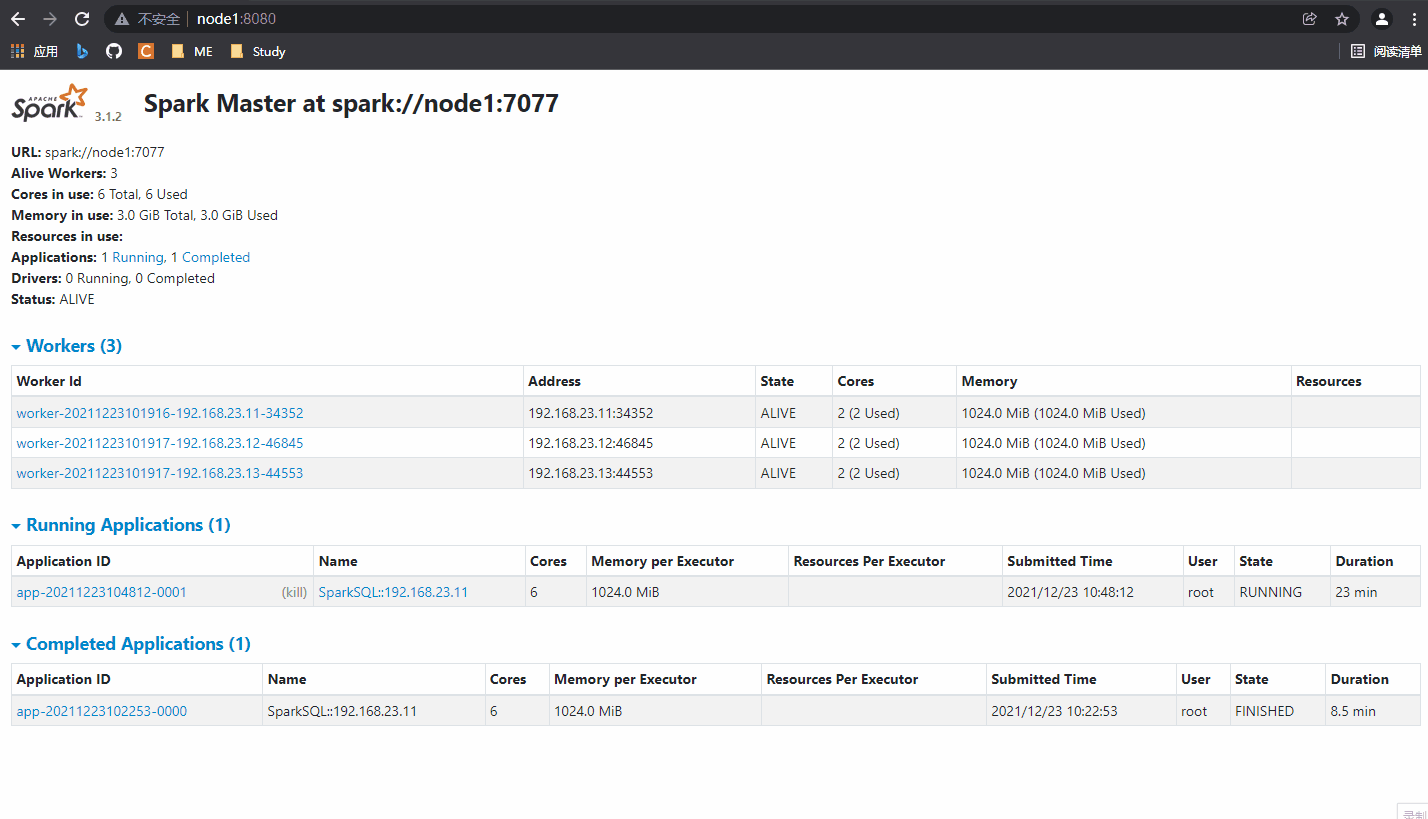 不安全 node1:8080
应用 ME Study 阅读清单
APACHE Spark 3.1.2 Spark Master at spark://node1:7077
URL: spark://node1:7077
Alive Workers: 3
Cores in use: 6 Total, 6 Used
Memory in use: 3.0 GiB Total, 3.0 GiB Used
Resources in use:
Applications: 1 Running, 1 Completed
Drivers: 0 Running, 0 Completed
Status: ALIVE
Workers (3)
Worker Id Address State Cores Memory Resources
worker-20211223101916-192.168.23.11-34352 192.168.23.11:34352 ALIVE 2 (2 Used) 1024.0 MiB (1024.0 MiB Used)
worker-20211223101917-192.168.23.12-46845 192.168.23.12:46845 ALIVE 2 (2 Used) 1024.0 MiB (1024.0 MiB Used)
worker-20211223101917-192.168.23.13-44553 192.168.23.13:44553 ALIVE 2 (2 Used) 1024.0 MiB (1024.0 MiB Used)
Running Applications (1)
Application ID Name Cores Memory per Executor Resources Per Executor Submitted Time User State Duration
app-20211223104812-0001 (kill) SparkSQL::192.168.23.11 6 1024.0 MiB 2021/12/23 10:48:12 root RUNNING 23 min
Completed Applications (1)
Application ID Name Cores Memory per Executor Resources Per Executor Submitted Time User State Duration
app-20211223102253-0000 SparkSQL::192.168.23.11 6 1024.0 MiB 2021/12/23 10:22:53 root FINISHED 8.5 min